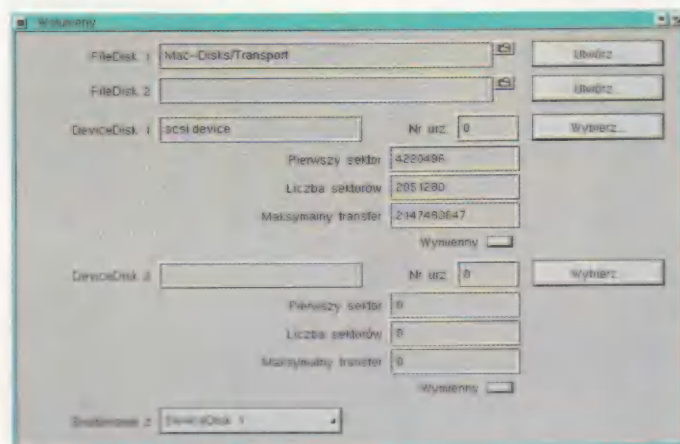 Woluminy
FileDisk 1 Mac-Disks/Transport Utwórz...
FileDisk 2 Utwórz...
DeviceDisk 1 scsi.device Nr urz. 0 Wybierz...
Pierwszy sektor 4220496
Liczba sektorów 2051280
Maksymalny transfer 2147483647
Wymienny
DeviceDisk 2 Nr urz. 0 Wybierz...
Pierwszy sektor 0
Liczba sektorów 0
Maksymalny transfer 0
Wymienny
DeviceDisk 1